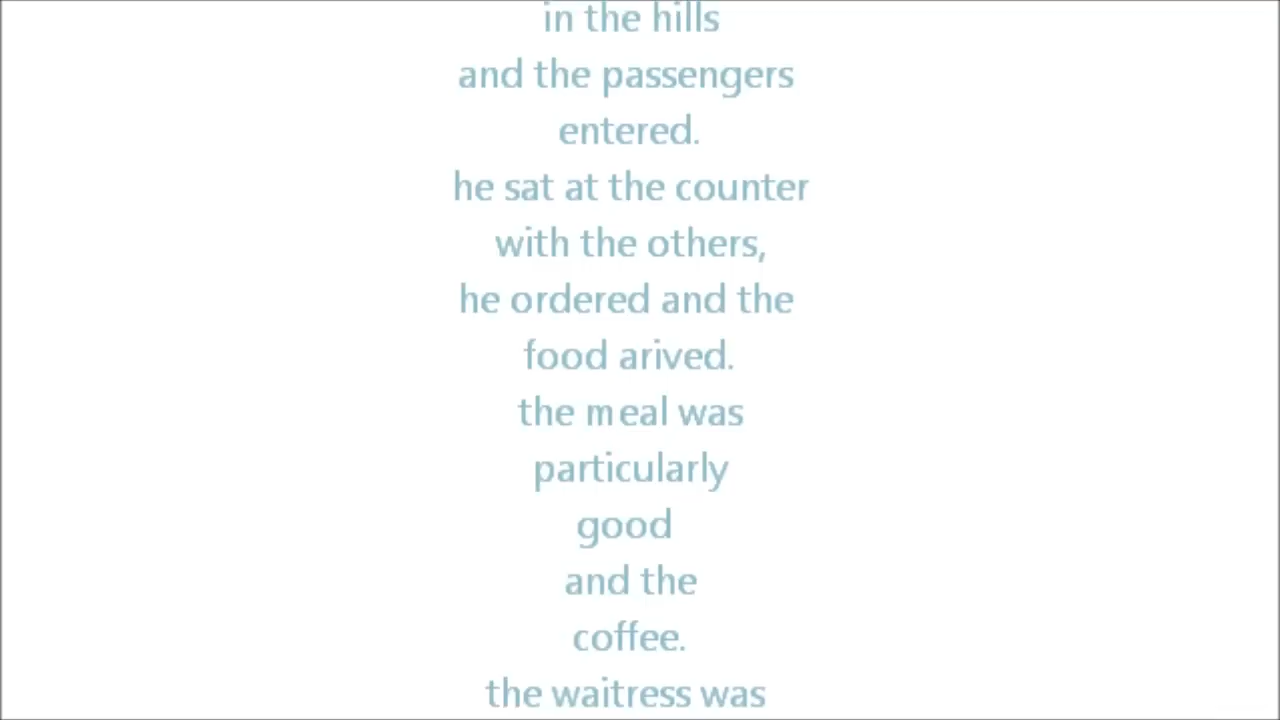 in the hills
and the passengers
entered.
he sat at the counter
with the others,
he ordered and the
food arived.
the meal was
particularly
good
and the
coffee.
the waitress was